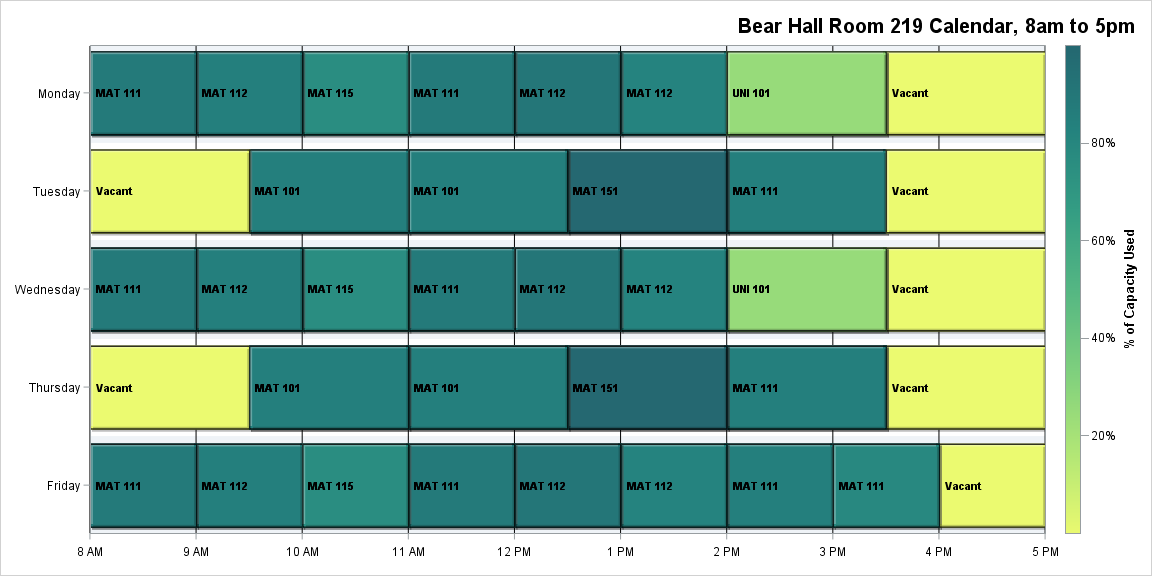 Bear Hall Room 219 Calendar, 8am to 5pm
Monday MAT 111 MAT 112 MAT 115 MAT 111 MAT 112 MAT 112 UNI 101 Vacant
80%
Tuesday Vacant MAT 101 MAT 101 MAT 151 MAT 111 Vacant
60%
% of Capacity Used
Wednesday MAT 111 MAT 112 MAT 115 MAT 111 MAT 112 MAT 112 UNI 101 Vacant
40%
Thursday Vacant MAT 101 MAT 101 MAT 151 MAT 111 Vacant
20%
Friday MAT 111 MAT 112 MAT 115 MAT 111 MAT 112 MAT 112 MAT 111 MAT 111 Vacant
8 AM 9 AM 10 AM 11 AM 12 PM 1 PM 2 PM 3 PM 4 PM 5 PM